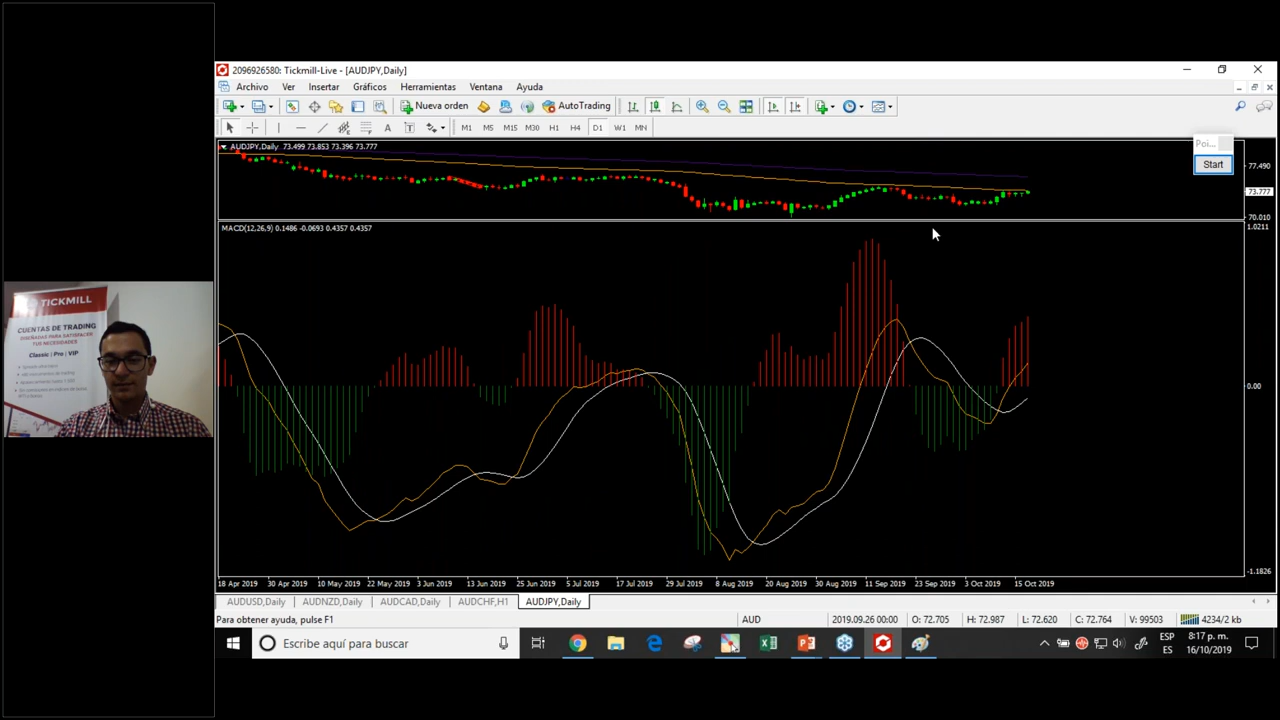 2096926580: Tickmill-Live - [AUDJPY,Daily]
Archivo Ver Insertar Gráficos Herramientas Ventana Ayuda
Nueva orden AutoTrading
A T M1 M5 M15 M30 H1 H4 D1 W1 MN
AUDJPY,Daily 73.499 73.853 73.396 73.777
Poi...
Start
77.490
73.777
70.010
MACD(12,26,9) 0.1486 -0.0693 0.4357 0.4357
1.0211
0.00
-1.1826
TICKMILL
CUENTAS DE TRADING
DISEÑADAS PARA SATISFACER
TUS NECESIDADES
Classic | Pro | VIP
18 Apr 2019 30 Apr 2019 10 May 2019 22 May 2019 3 Jun 2019 13 Jun 2019 25 Jun 2019 5 Jul 2019 17 Jul 2019 29 Jul 2019 8 Aug 2019 20 Aug 2019 30 Aug 2019 11 Sep 2019 23 Sep 2019 3 Oct 2019 15 Oct 2019
AUDUSD,Daily AUDNZD,Daily AUDCAD,Daily AUDCHF,H1 AUDJPY,Daily
Para obtener ayuda, pulse F1 AUD 2019.09.26 00:00 O: 72.705 H: 72.987 L: 72.620 C: 72.764 V: 99503 4234/2 kb
Escribe aquí para buscar
ESP
ES
8:17 p. m.
16/10/2019